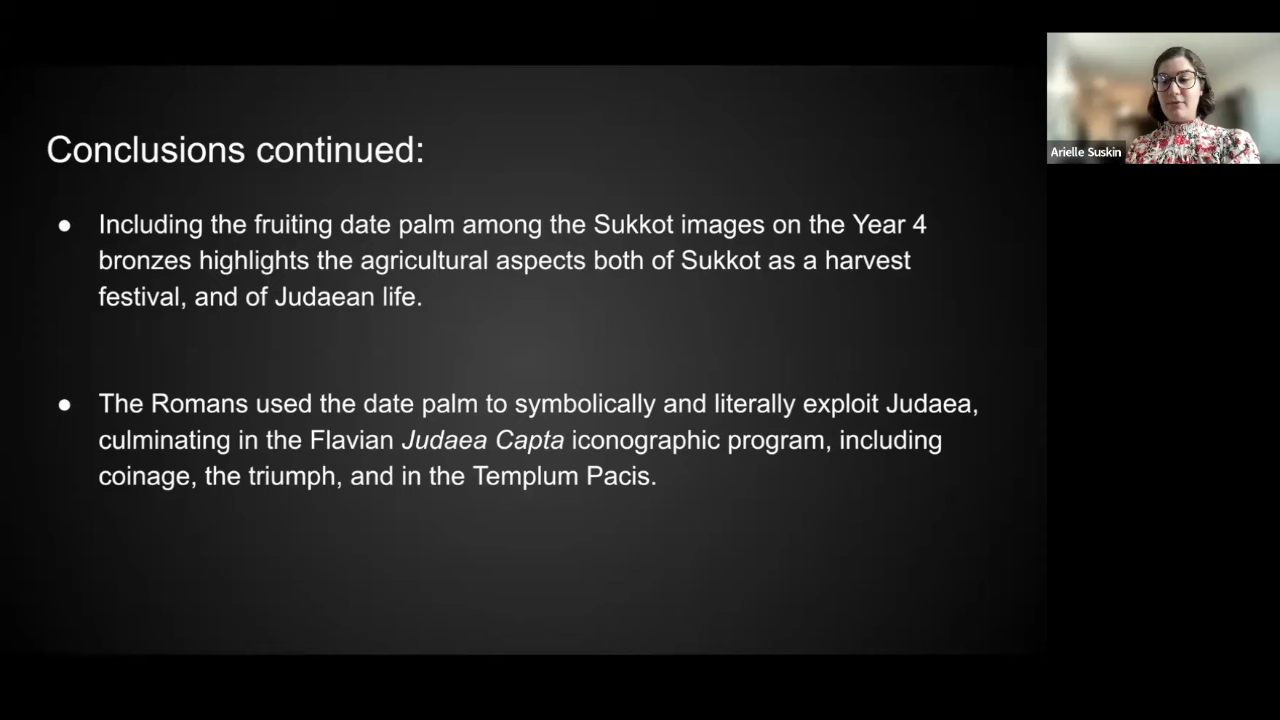 Conclusions continued:
● Including the fruiting date palm among the Sukkot images on the Year 4
bronzes highlights the agricultural aspects both of Sukkot as a harvest
festival, and of Judaean life.
● The Romans used the date palm to symbolically and literally exploit Judaea,
culminating in the Flavian Judaea Capta iconographic program, including
coinage, the triumph, and in the Templum Pacis.
Arielle Suskin